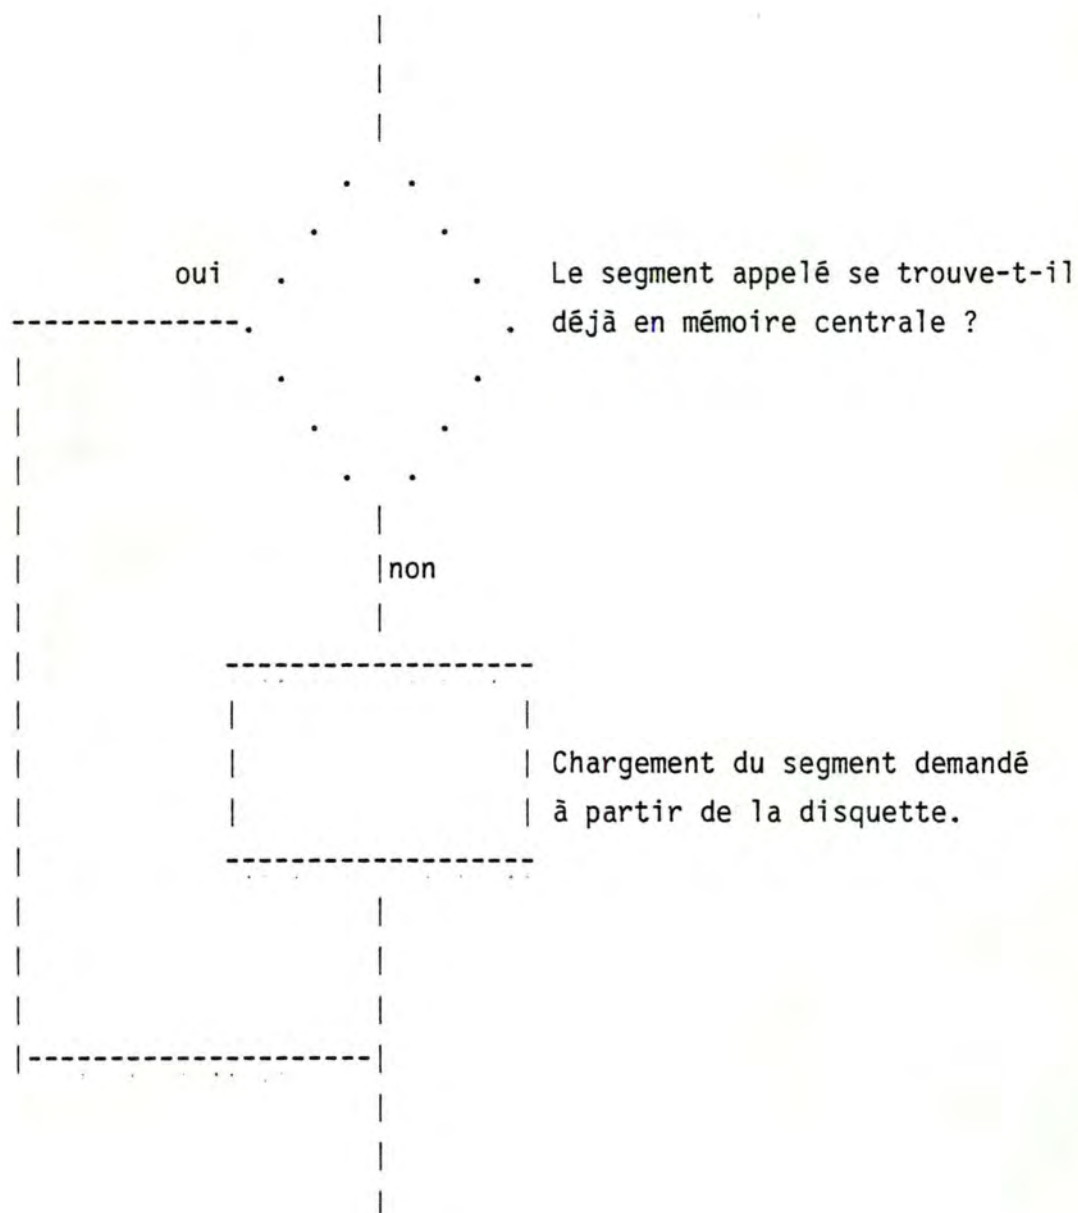 oui
Le segment appelé se trouve-t-il
déjà en mémoire centrale ?
non
Chargement du segment demandé
à partir de la disquette.